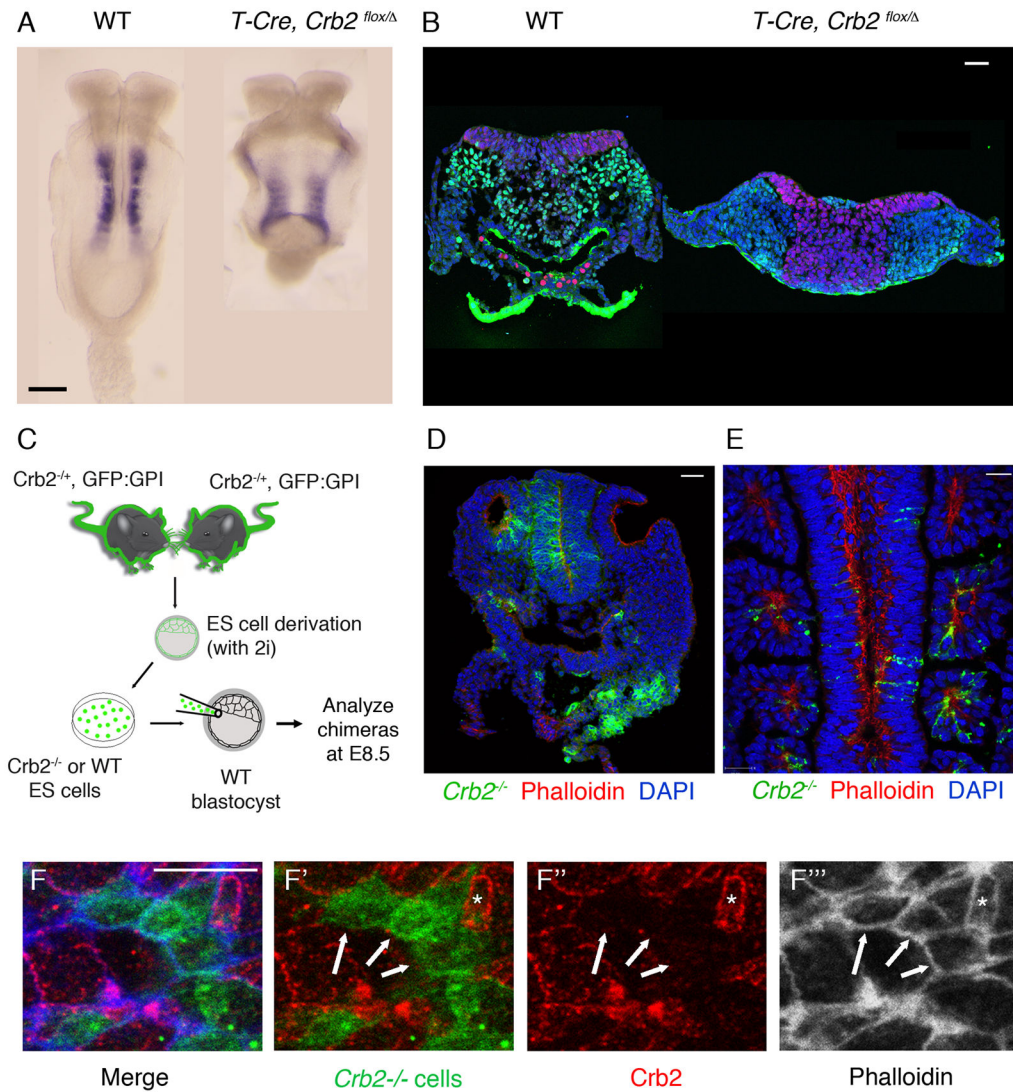 A
WT
T-Cre, Crb2 flox/Δ
B
WT
T-Cre, Crb2 flox/Δ
C
Crb2-/+, GFP:GPI
Crb2-/+, GFP:GPI
ES cell derivation
(with 2i)
Crb2-/- or WT
ES cells
WT
blastocyst
Analyze
chimeras
at E8.5
D
Crb2-/- Phalloidin DAPI
E
Crb2-/- Phalloidin DAPI
F
F'
*
F''
*
F'''
*
Merge
Crb2-/- cells
Crb2
Phalloidin